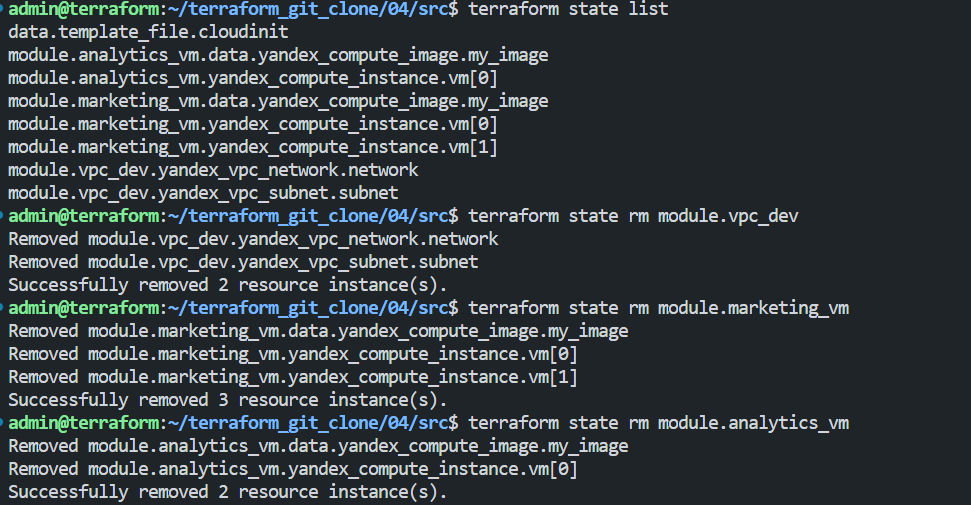 admin@terraform:~/terraform_git_clone/04/src$ terraform state list
data.template_file.cloudinit
module.analytics_vm.data.yandex_compute_image.my_image
module.analytics_vm.yandex_compute_instance.vm[0]
module.marketing_vm.data.yandex_compute_image.my_image
module.marketing_vm.yandex_compute_instance.vm[0]
module.marketing_vm.yandex_compute_instance.vm[1]
module.vpc_dev.yandex_vpc_network.network
module.vpc_dev.yandex_vpc_subnet.subnet
admin@terraform:~/terraform_git_clone/04/src$ terraform state rm module.vpc_dev
Removed module.vpc_dev.yandex_vpc_network.network
Removed module.vpc_dev.yandex_vpc_subnet.subnet
Successfully removed 2 resource instance(s).
admin@terraform:~/terraform_git_clone/04/src$ terraform state rm module.marketing_vm
Removed module.marketing_vm.data.yandex_compute_image.my_image
Removed module.marketing_vm.yandex_compute_instance.vm[0]
Removed module.marketing_vm.yandex_compute_instance.vm[1]
Successfully removed 3 resource instance(s).
admin@terraform:~/terraform_git_clone/04/src$ terraform state rm module.analytics_vm
Removed module.analytics_vm.data.yandex_compute_image.my_image
Removed module.analytics_vm.yandex_compute_instance.vm[0]
Successfully removed 2 resource instance(s).